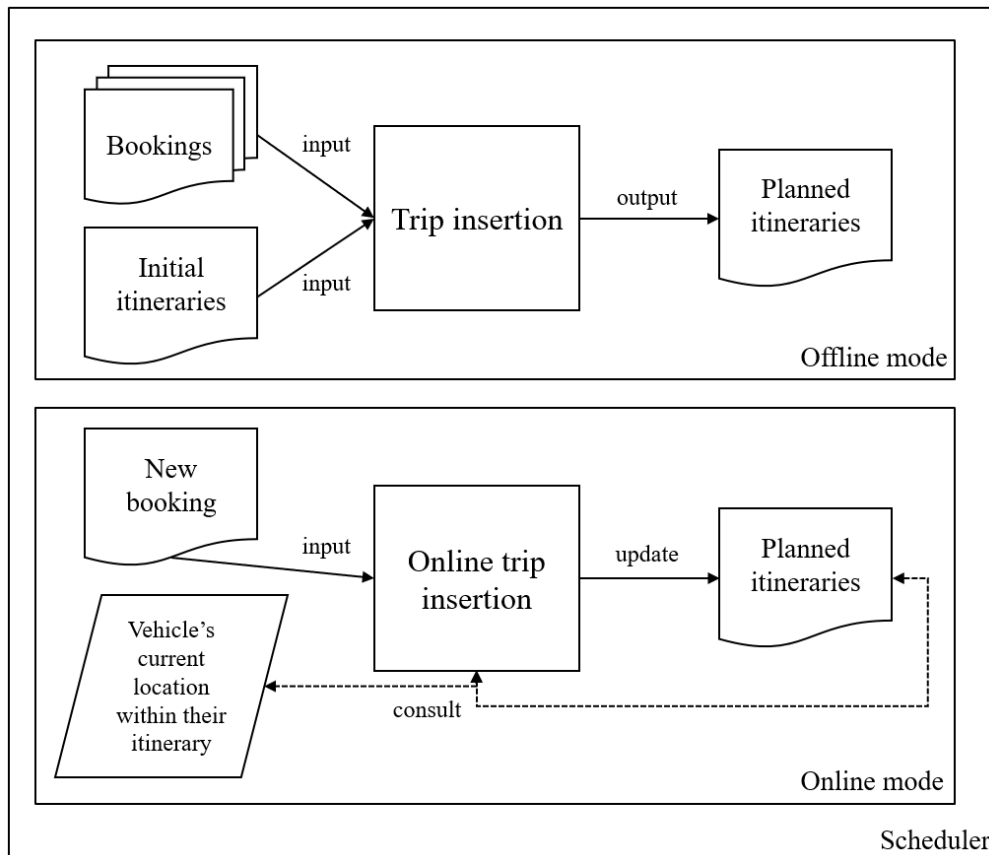 Bookings
input
Trip insertion
output
Planned
itineraries
Initial
itineraries
input
Offline mode
New
booking
input
Online trip
insertion
update
Planned
itineraries
Vehicle’s
current
location
within their
itinerary
consult
Online mode
Scheduler